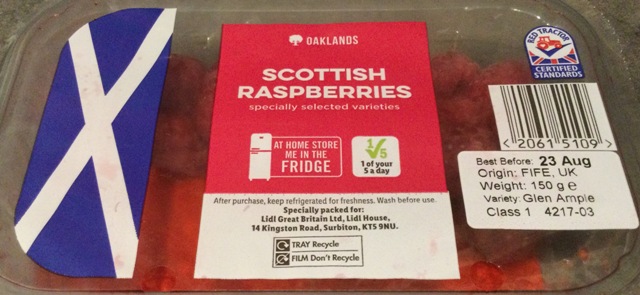 OAKLANDS
SCOTTISH
RASPBERRIES
specially selected varieties
AT HOME STORE
ME IN THE
FRIDGE
1/5
1 of your
5 a day
After purchase, keep refrigerated for freshness. Wash before use.
Specially packed for:
Lidl Great Britain Ltd, Lidl House,
14 Kingston Road, Surbiton, KT5 9NU.
TRAY Recycle
FILM Don't Recycle
RED TRACTOR
CERTIFIED
STANDARDS
<20615109>
Best Before: 23 Aug
Origin: FIFE, UK
Weight: 150 g e
Variety: Glen Ample
Class 1 4217-03